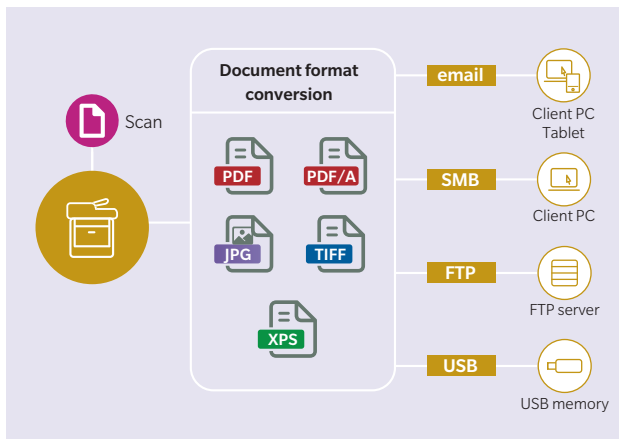 Scan
Document format
conversion
PDF
PDF/A
JPG
TIFF
XPS
email
Client PC
Tablet
SMB
Client PC
FTP
FTP server
USB
USB memory